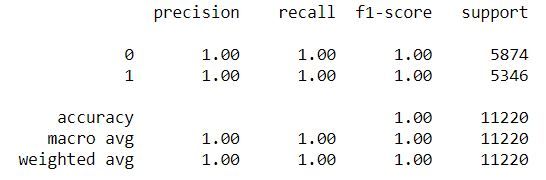 precision recall f1-score support
0 1.00 1.00 1.00 5874
1 1.00 1.00 1.00 5346
accuracy 1.00 11220
macro avg 1.00 1.00 1.00 11220
weighted avg 1.00 1.00 1.00 11220